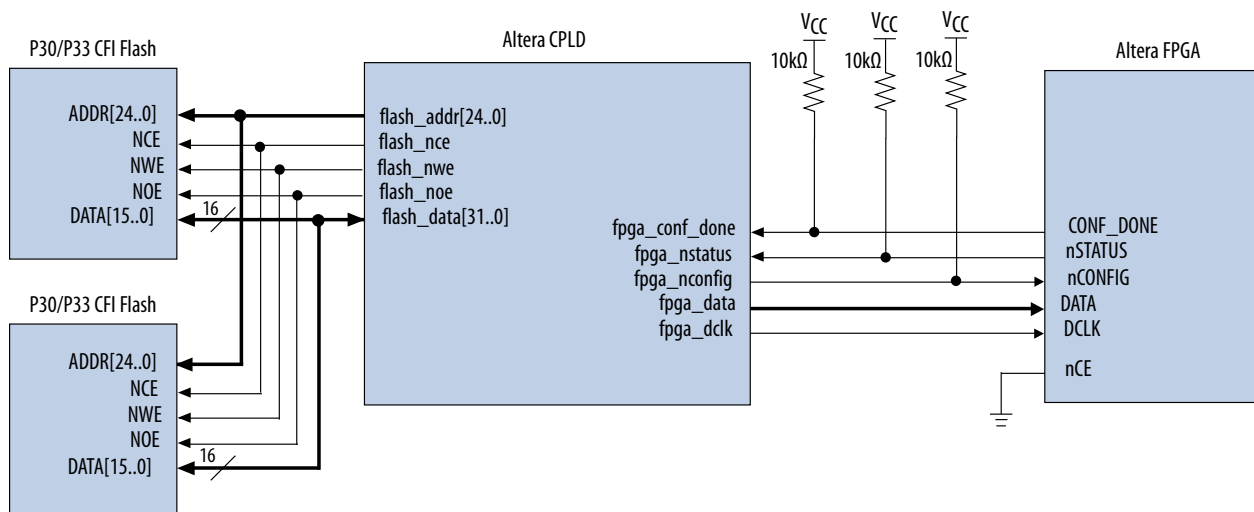 P30/P33 CFI Flash
ADDR[24..0]
NCE
NWE
NOE
DATA[15..0]
16
P30/P33 CFI Flash
ADDR[24..0]
NCE
NWE
NOE
DATA[15..0]
16
Altera CPLD
flash_addr[24..0]
flash_nce
flash_nwe
flash_noe
flash_data[31..0]
fpga_conf_done
fpga_nstatus
fpga_nconfig
fpga_data
fpga_dclk
VCC
10kΩ
VCC
10kΩ
VCC
10kΩ
Altera FPGA
CONF_DONE
nSTATUS
nCONFIG
DATA
DCLK
nCE